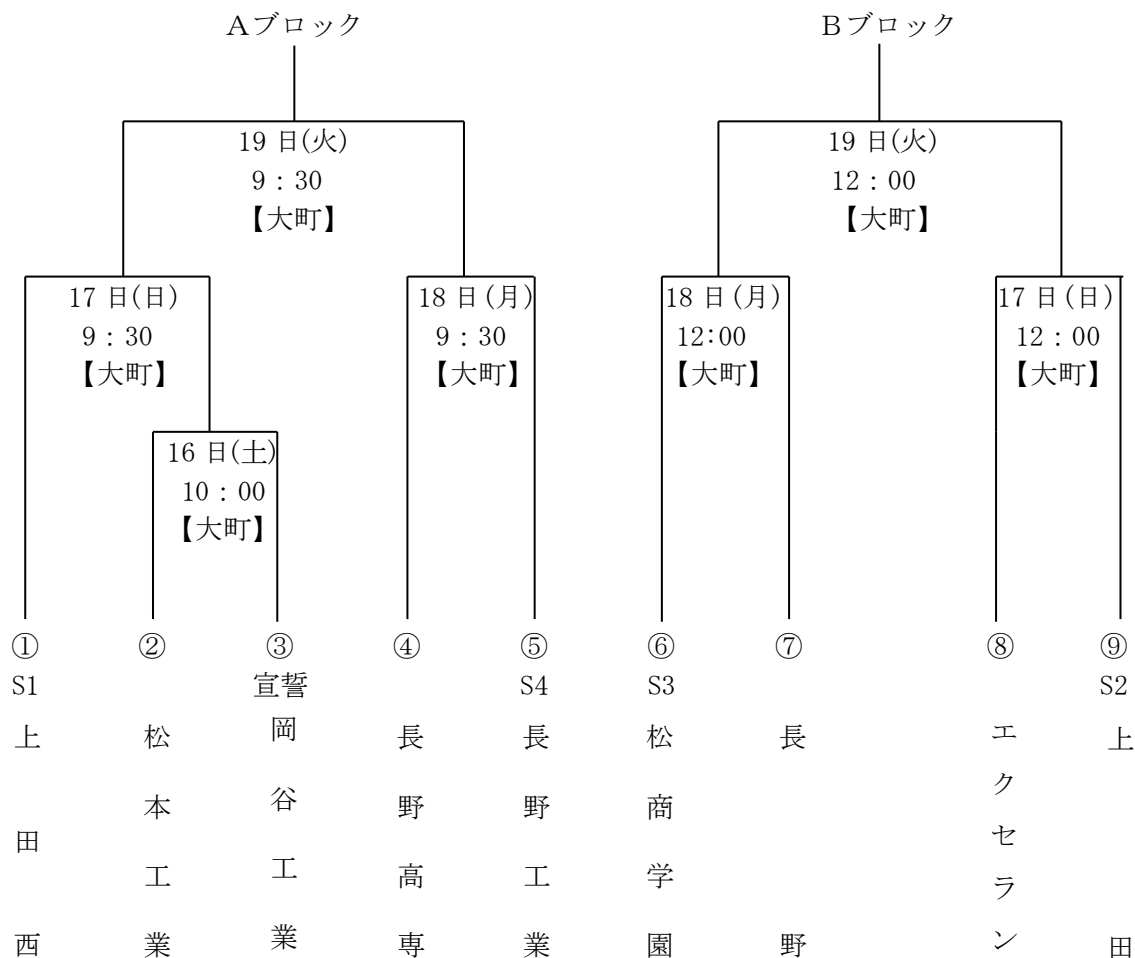 Aブロック
Bブロック
19 日(火)
9：30
【大町】
19 日(火)
12：00
【大町】
17 日(日)
9：30
【大町】
18 日(月)
9：30
【大町】
18 日(月)
12:00
【大町】
17 日(日)
12：00
【大町】
16 日(土)
10：00
【大町】
① ② ③ ④ ⑤ ⑥ ⑦ ⑧ ⑨
S1 宣誓 S4 S3 S2
上田西
松本工業
岡谷工業
長野高専
長野工業
松商学園
長野
エクセラン
上田